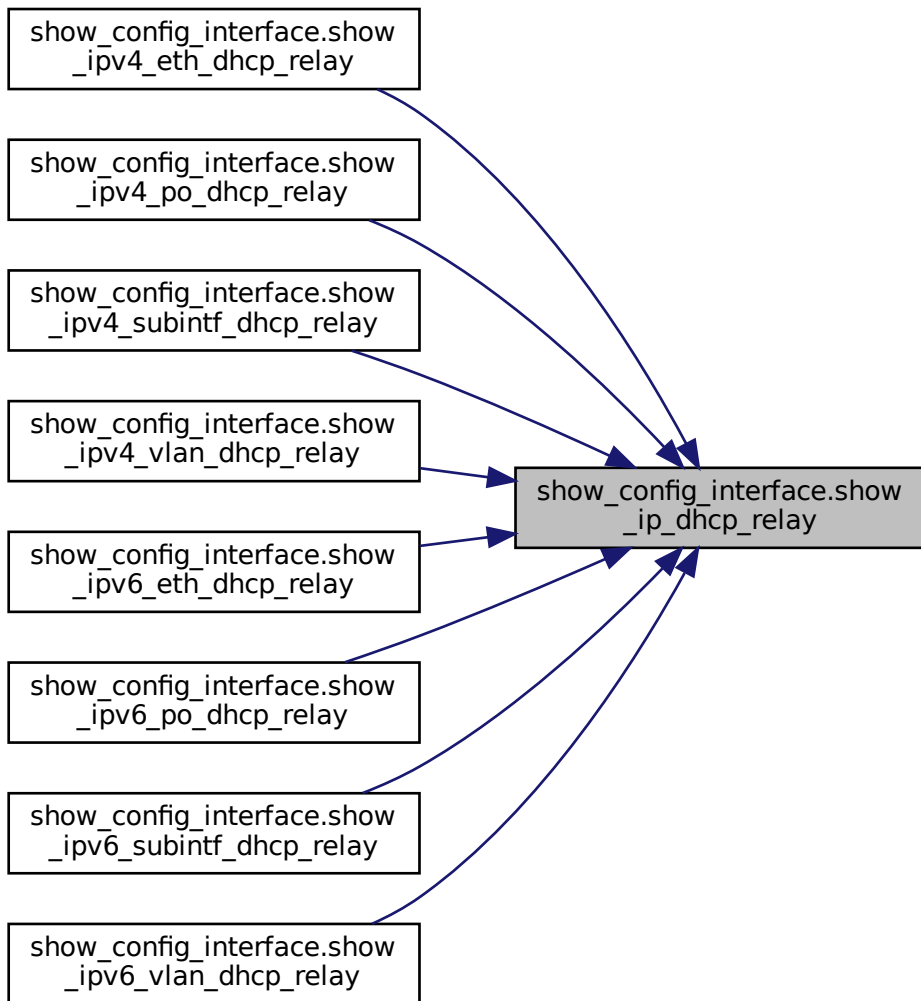 show_config_interface.show
_ipv4_eth_dhcp_relay
show_config_interface.show
_ipv4_po_dhcp_relay
show_config_interface.show
_ipv4_subintf_dhcp_relay
show_config_interface.show
_ipv4_vlan_dhcp_relay
show_config_interface.show
_ip_dhcp_relay
show_config_interface.show
_ipv6_eth_dhcp_relay
show_config_interface.show
_ipv6_po_dhcp_relay
show_config_interface.show
_ipv6_subintf_dhcp_relay
show_config_interface.show
_ipv6_vlan_dhcp_relay